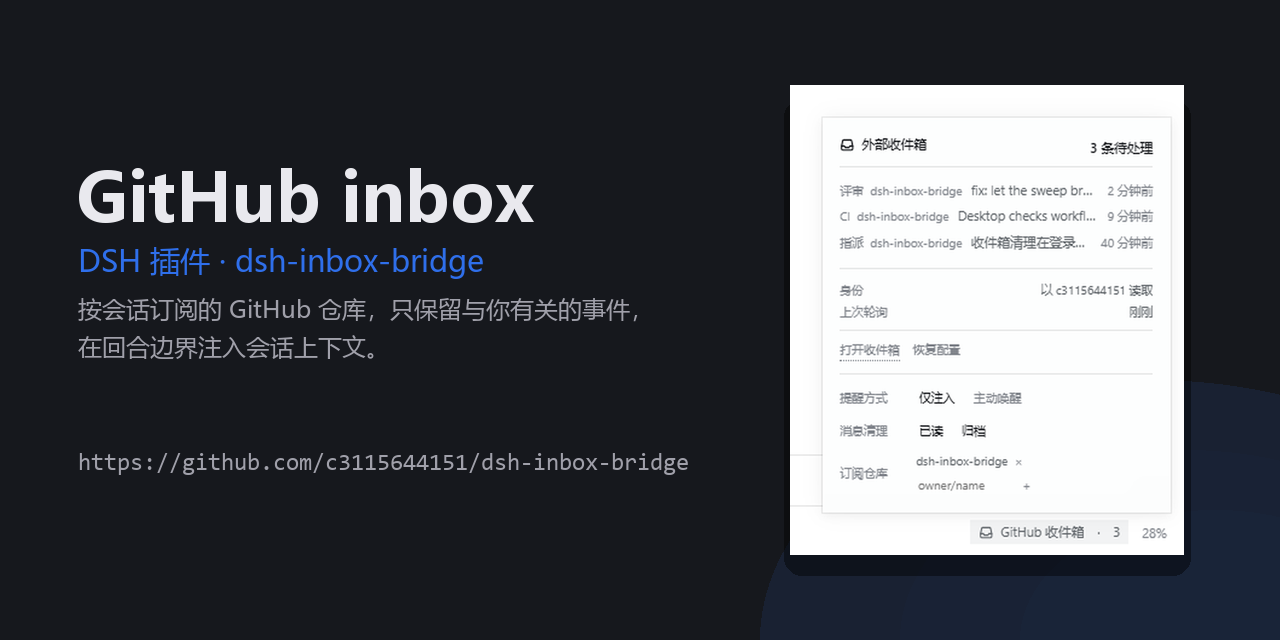 GitHub inbox
DSH 插件 · dsh-inbox-bridge
按会话订阅的 GitHub 仓库，只保留与你有关的事件，
在回合边界注入会话上下文。
https://github.com/c3115644151/dsh-inbox-bridge
外部收件箱 3 条待处理
评审 dsh-inbox-bridge fix: let the sweep br... 2 分钟前
CI dsh-inbox-bridge Desktop checks workfl... 9 分钟前
指派 dsh-inbox-bridge 收件箱清理在登录... 40 分钟前
身份 以 c3115644151 读取
上次轮询 刚刚
打开收件箱 恢复配置
提醒方式 仅注入 主动唤醒
消息清理 已读 归档
订阅仓库 dsh-inbox-bridge ×
owner/name +
GitHub 收件箱 · 3 28%